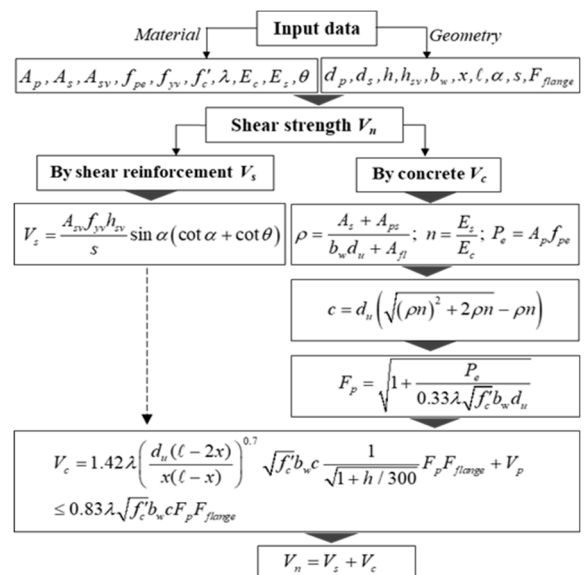 Input data
Material
Geometry
A_p, A_s, A_sv, f_pe, f_yv, f_c′, λ, E_c, E_s, θ
d_p, d_s, h, h_sv, b_w, x, ℓ, α, s, F_flange
Shear strength V_n
By shear reinforcement V_s
By concrete V_c
V_s = (A_sv f_yv h_sv / s) sin α (cot α + cot θ)
ρ = (A_s + A_ps) / (b_w d_u + A_fl); n = E_s / E_c; P_e = A_p f_pe
c = d_u (√((ρn)² + 2ρn) − ρn)
F_p = √(1 + P_e / (0.33λ√f_c′ b_w d_u))
V_c = 1.42λ (d_u(ℓ − 2x) / x(ℓ − x))^0.7 √f_c′ b_w c (1 / √(1 + h / 300)) F_p F_flange + V_p
≤ 0.83λ√f_c′ b_w c F_p F_flange
V_n = V_s + V_c